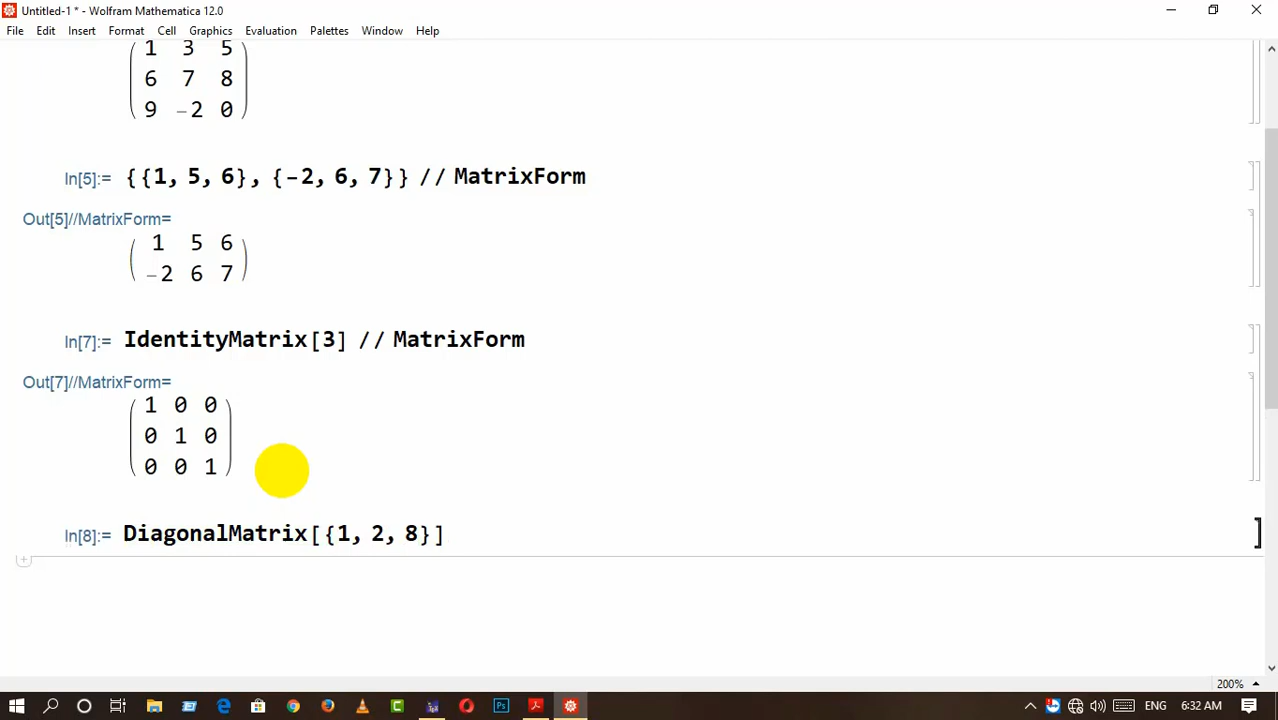 Untitled-1 * - Wolfram Mathematica 12.0
File Edit Insert Format Cell Graphics Evaluation Palettes Window Help
1 3 5
6 7 8
9 -2 0
In[5]:= {{1, 5, 6}, {-2, 6, 7}} // MatrixForm
Out[5]//MatrixForm=
1 5 6
-2 6 7
In[7]:= IdentityMatrix[3] // MatrixForm
Out[7]//MatrixForm=
1 0 0
0 1 0
0 0 1
In[8]:= DiagonalMatrix[{1, 2, 8}]
200%
ENG 6:32 AM